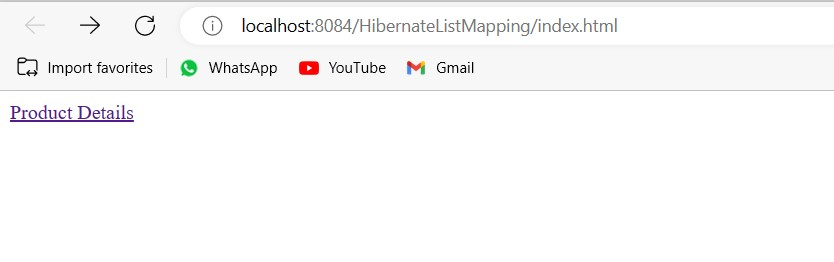 localhost:8084/HibernateListMapping/index.html
Import favorites WhatsApp YouTube Gmail
Product Details